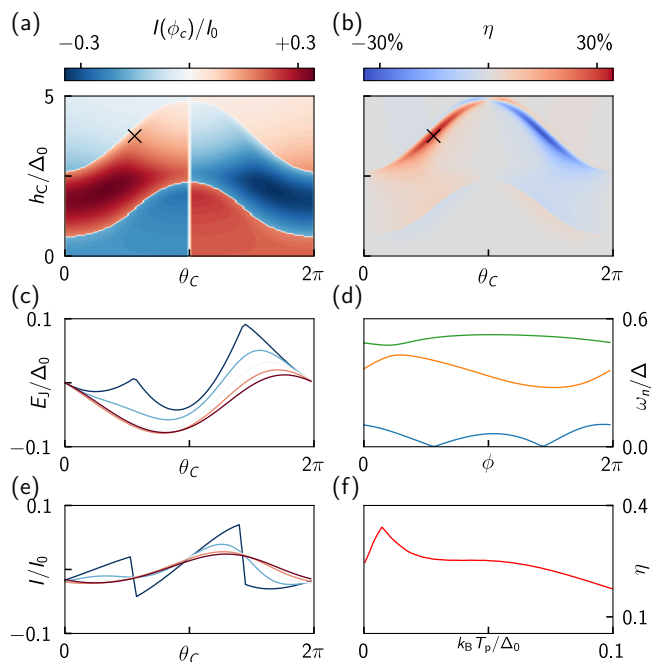 (a) I(ϕc)/I0 (b) η
−0.3 +0.3 −30% 30%
5
hC/Δ0
0
0 θC 2π 0 θC 2π
(c) (d)
0.1 0.6
EJ/Δ0 ωn/Δ
−0.1 0.0
0 θC 2π 0 ϕ 2π
(e) (f)
0.1 0.4
I/I0 η
0.1
−0.1
0 θC 2π 0 kBTp/Δ0 0.1